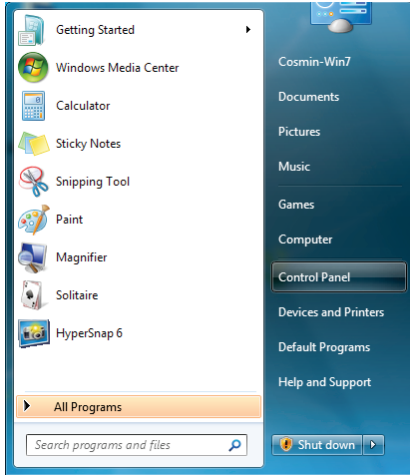 Getting Started
Windows Media Center
Calculator
Sticky Notes
Snipping Tool
Paint
Magnifier
Solitaire
HyperSnap 6
All Programs
Search programs and files
Cosmin-Win7
Documents
Pictures
Music
Games
Computer
Control Panel
Devices and Printers
Default Programs
Help and Support
Shut down